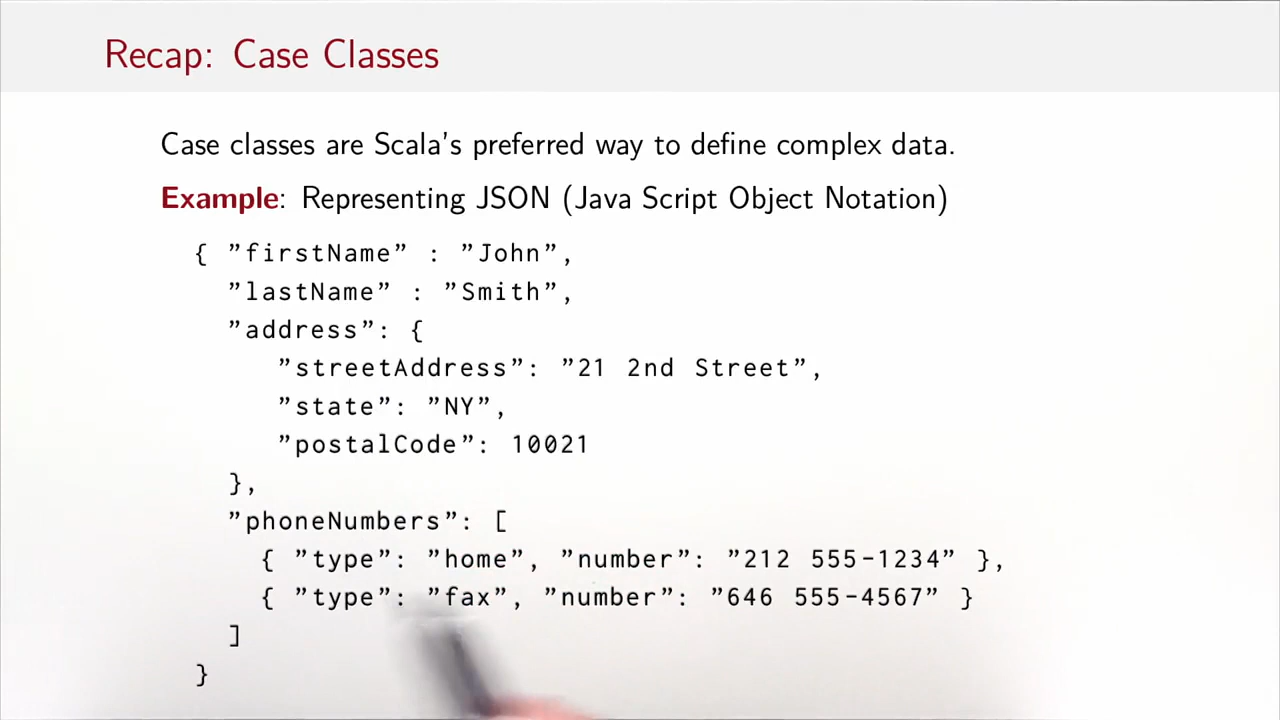 Recap: Case Classes
Case classes are Scala's preferred way to define complex data.
Example: Representing JSON (Java Script Object Notation)
{ ”firstName” : ”John”,
”lastName” : ”Smith”,
”address”: {
”streetAddress”: ”21 2nd Street”,
”state”: ”NY”,
”postalCode”: 10021
},
”phoneNumbers”: [
{ ”type”: ”home”, ”number”: ”212 555-1234” },
{ ”type”: ”fax”, ”number”: ”646 555-4567” }
]
}